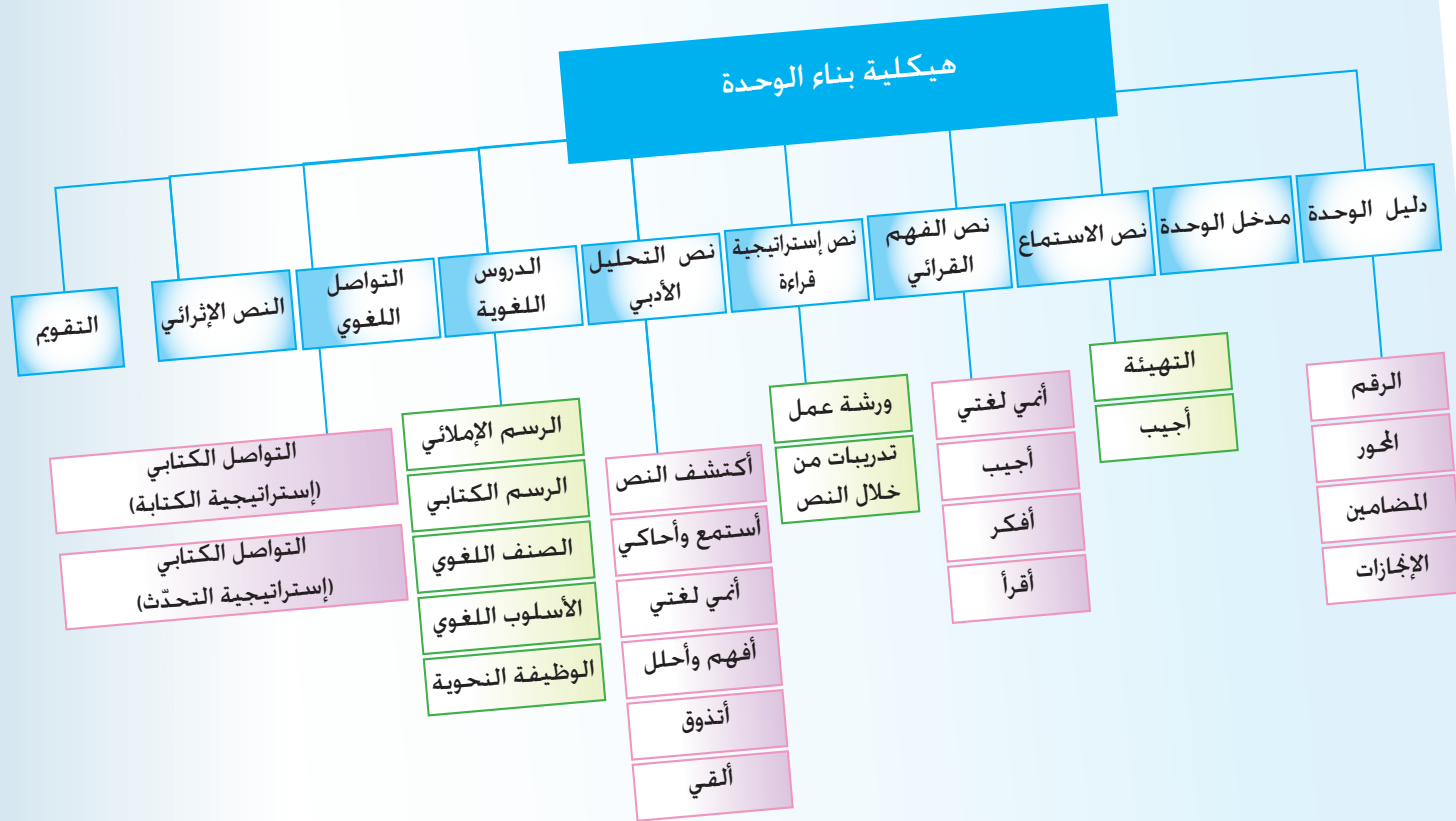 هيكلية بناء الوحدة
دليل الوحدة
الرقم
المحور
المضامين
الإنجازات
مدخل الوحدة
نص الاستماع
التهيئة
أجيب
نص الفهم
القرائي
أنمي لغتي
أجيب
أفكر
أقرأ
نص إستراتيجية
قراءة
ورشة عمل
تدريبات من
خلال النص
نص التحليل
الأدبي
أكتشف النص
أستمع وأحاكي
أنمي لغتي
أفهم وأحلل
أتذوق
ألقي
الدروس
اللغوية
الرسم الإملائي
الرسم الكتابي
الصنف اللغوي
الأسلوب اللغوي
الوظيفة النحوية
التواصل
اللغوي
التواصل الكتابي
(إستراتيجية الكتابة)
التواصل الكتابي
(إستراتيجية التحدّث)
النص الإثرائي
التقويم